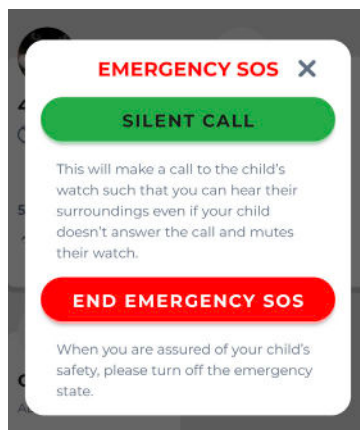 EMERGENCY SOS
SILENT CALL
This will make a call to the child's
watch such that you can hear their
surroundings even if your child
doesn't answer the call and mutes
their watch.
END EMERGENCY SOS
When you are assured of your child's
safety, please turn off the emergency
state.